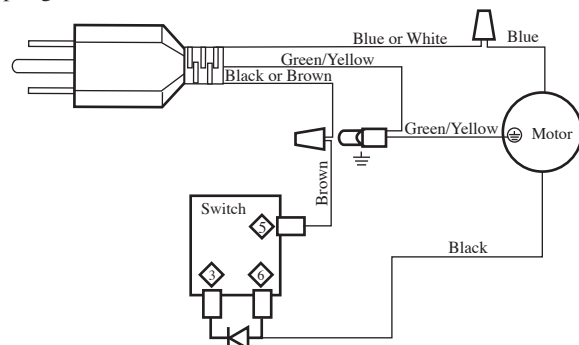 Blue or White
Blue
Green/Yellow
Black or Brown
Green/Yellow
Motor
Brown
Switch
5
3
6
Black